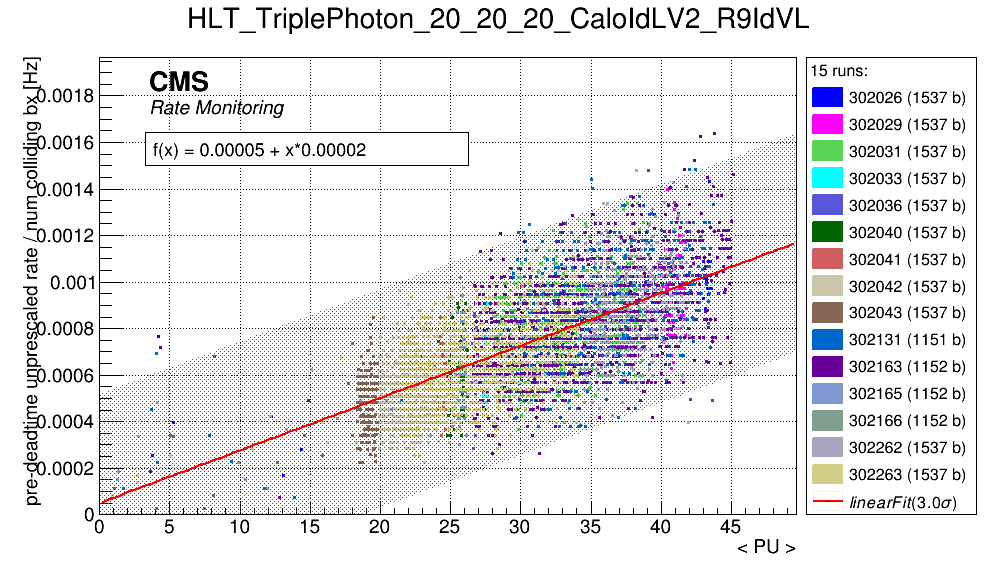 HLT_TriplePhoton_20_20_20_CaloIdLV2_R9IdVL
pre-deadtime unprescaled rate / num colliding bx [Hz]
CMS
Rate Monitoring
f(x) = 0.00005 + x*0.00002
0.0018
0.0016
0.0014
0.0012
0.001
0.0008
0.0006
0.0004
0.0002
0
0 5 10 15 20 25 30 35 40 45
< PU >
15 runs:
302026 (1537 b)
302029 (1537 b)
302031 (1537 b)
302033 (1537 b)
302036 (1537 b)
302040 (1537 b)
302041 (1537 b)
302042 (1537 b)
302043 (1537 b)
302131 (1151 b)
302163 (1152 b)
302165 (1152 b)
302166 (1152 b)
302262 (1537 b)
302263 (1537 b)
linearFit(3.0σ)